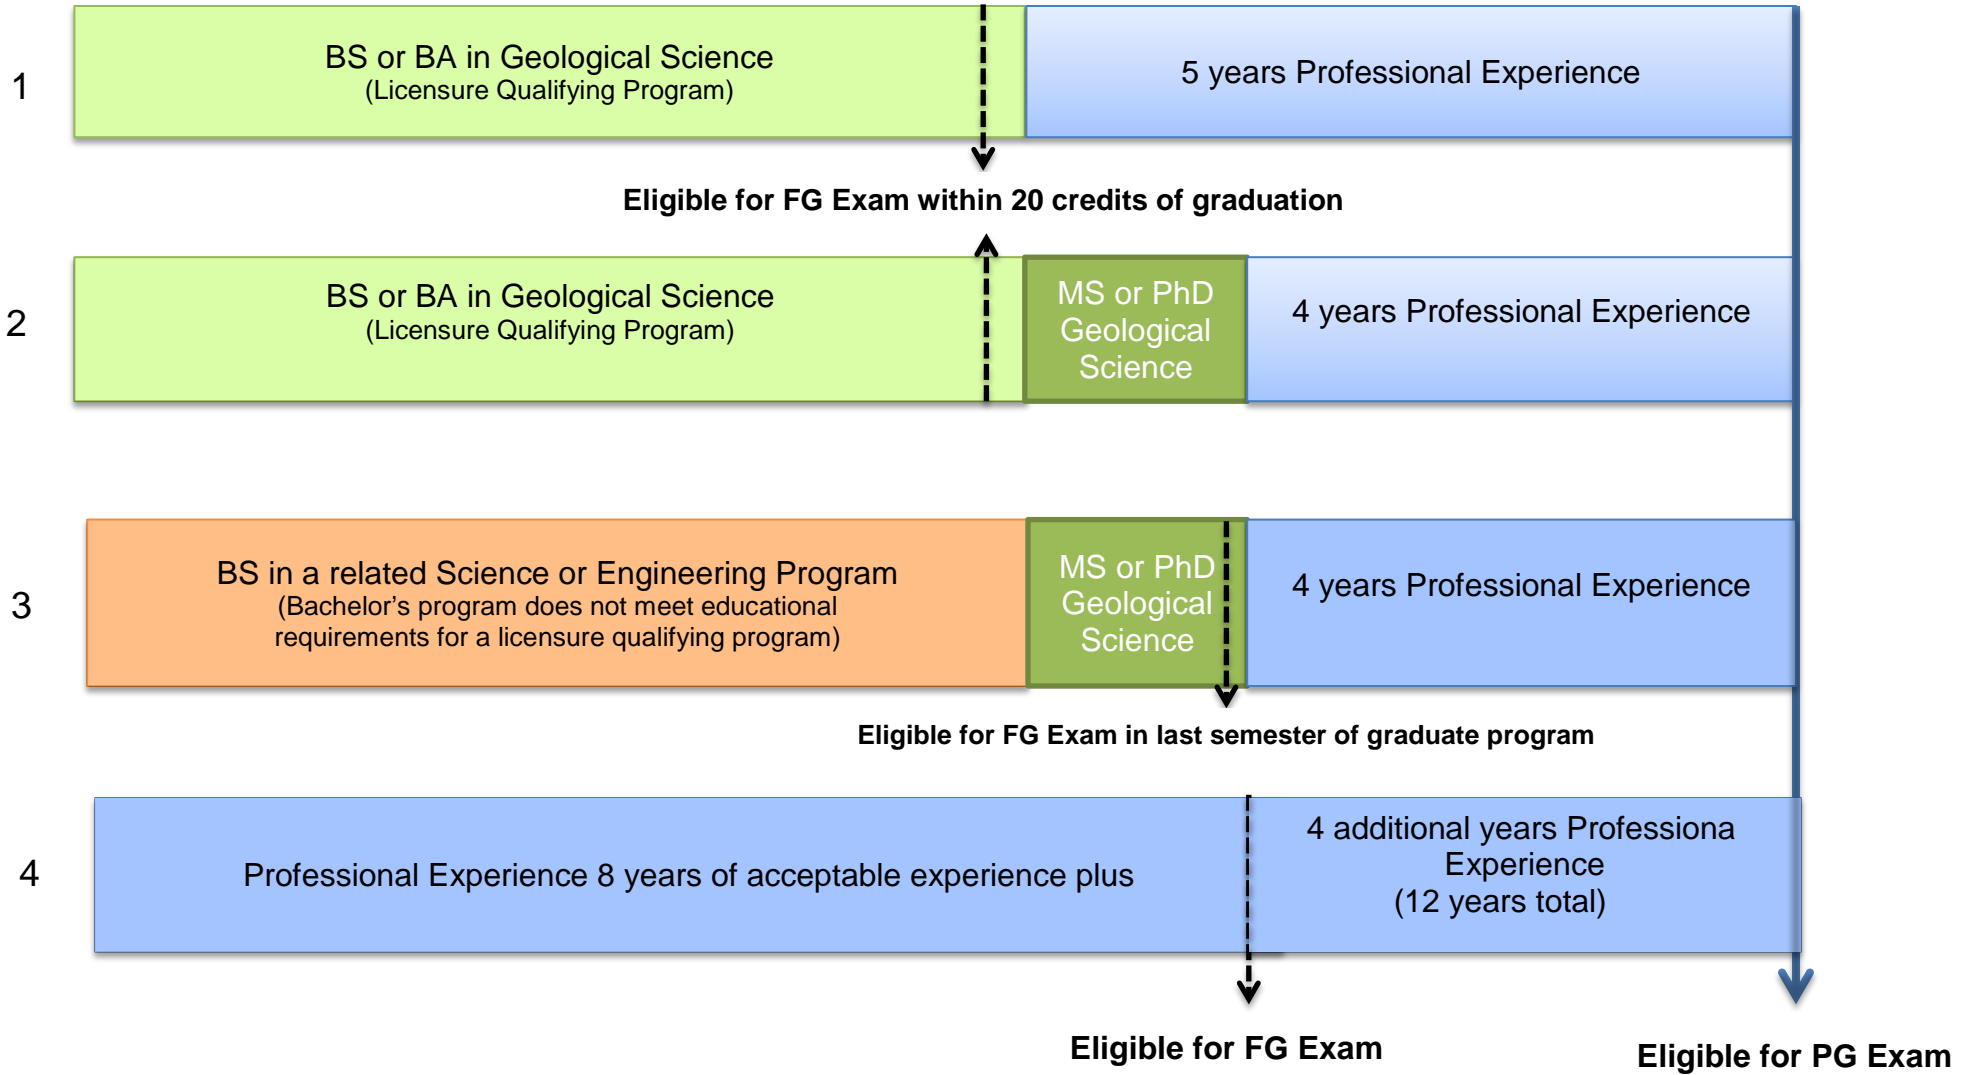 1
BS or BA in Geological Science
(Licensure Qualifying Program)
5 years Professional Experience
Eligible for FG Exam within 20 credits of graduation
2
BS or BA in Geological Science
(Licensure Qualifying Program)
MS or PhD
Geological
Science
4 years Professional Experience
3
BS in a related Science or Engineering Program
(Bachelor’s program does not meet educational
requirements for a licensure qualifying program)
MS or PhD
Geological
Science
4 years Professional Experience
Eligible for FG Exam in last semester of graduate program
4
Professional Experience 8 years of acceptable experience plus
4 additional years Professiona
Experience
(12 years total)
Eligible for FG Exam
Eligible for PG Exam